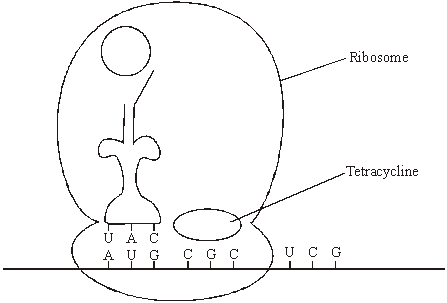 Ribosome
Tetracycline
U A C
A U G C G C U C G